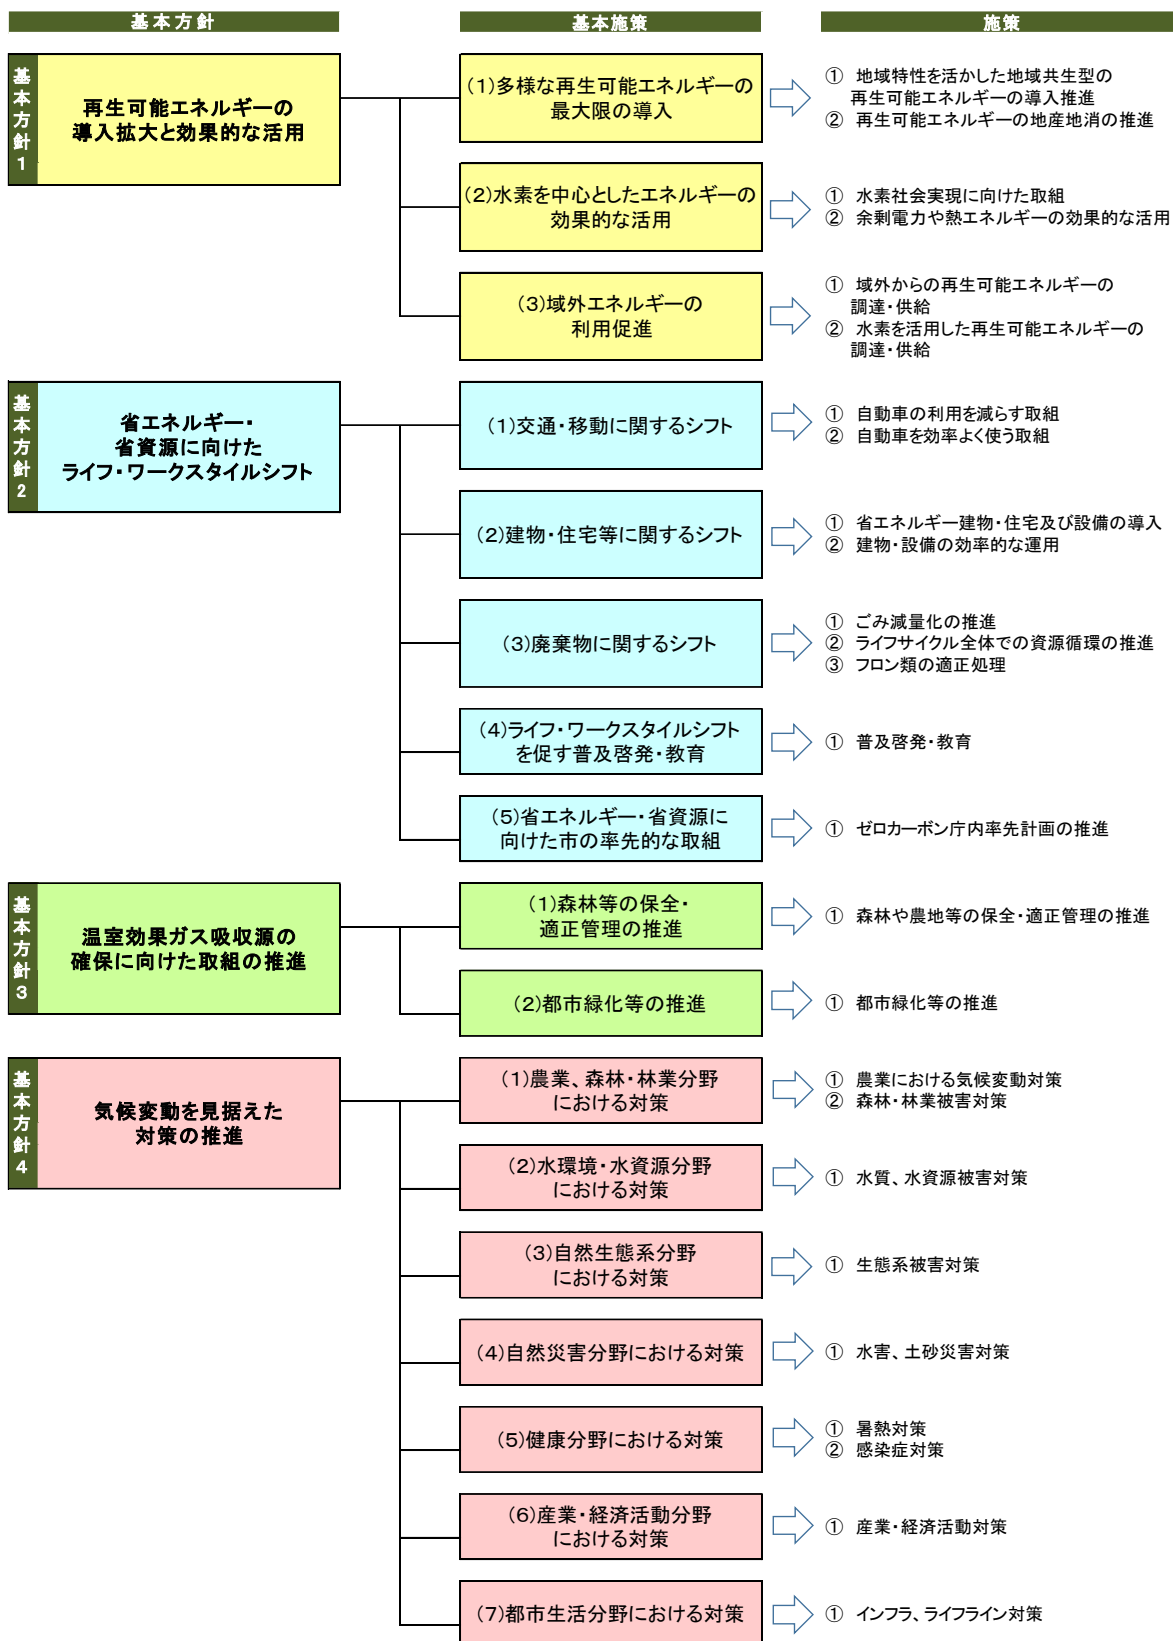 基本方針
基本施策
施策
基本方針1
再生可能エネルギーの
導入拡大と効果的な活用
(1)多様な再生可能エネルギーの
最大限の導入
① 地域特性を活かした地域共生型の
再生可能エネルギーの導入推進
② 再生可能エネルギーの地産地消の推進
(2)水素を中心としたエネルギーの
効果的な活用
① 水素社会実現に向けた取組
② 余剰電力や熱エネルギーの効果的な活用
(3)域外エネルギーの
利用促進
① 域外からの再生可能エネルギーの
調達・供給
② 水素を活用した再生可能エネルギーの
調達・供給
基本方針2
省エネルギー・
省資源に向けた
ライフ・ワークスタイルシフト
(1)交通・移動に関するシフト
① 自動車の利用を減らす取組
② 自動車を効率よく使う取組
(2)建物・住宅等に関するシフト
① 省エネルギー建物・住宅及び設備の導入
② 建物・設備の効率的な運用
(3)廃棄物に関するシフト
① ごみ減量化の推進
② ライフサイクル全体での資源循環の推進
③ フロン類の適正処理
(4)ライフ・ワークスタイルシフト
を促す普及啓発・教育
① 普及啓発・教育
(5)省エネルギー・省資源に
向けた市の率先的な取組
① ゼロカーボン庁内率先計画の推進
基本方針3
温室効果ガス吸収源の
確保に向けた取組の推進
(1)森林等の保全・
適正管理の推進
① 森林や農地等の保全・適正管理の推進
(2)都市緑化等の推進
① 都市緑化等の推進
基本方針4
気候変動を見据えた
対策の推進
(1)農業、森林・林業分野
における対策
① 農業における気候変動対策
② 森林・林業被害対策
(2)水環境・水資源分野
における対策
① 水質、水資源被害対策
(3)自然生態系分野
における対策
① 生態系被害対策
(4)自然災害分野における対策
① 水害、土砂災害対策
(5)健康分野における対策
① 暑熱対策
② 感染症対策
(6)産業・経済活動分野
における対策
① 産業・経済活動対策
(7)都市生活分野における対策
① インフラ、ライフライン対策